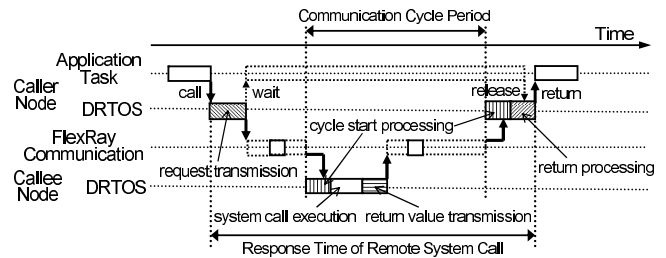 Communication Cycle Period
Time
Application
Task
Caller
Node
call
wait
release
return
DRTOS
cycle start processing
FlexRay
Communication
request transmission
return processing
Callee
Node
DRTOS
system call execution
return value transmission
Response Time of Remote System Call